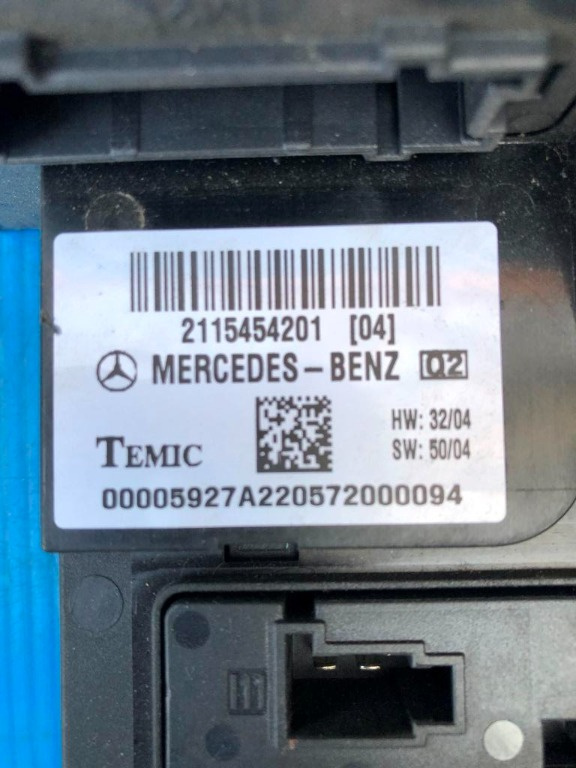 2115454201 [04]
MERCEDES-BENZ Q2
HW: 32/04
TEMIC
SW: 50/04
00005927A220572000094